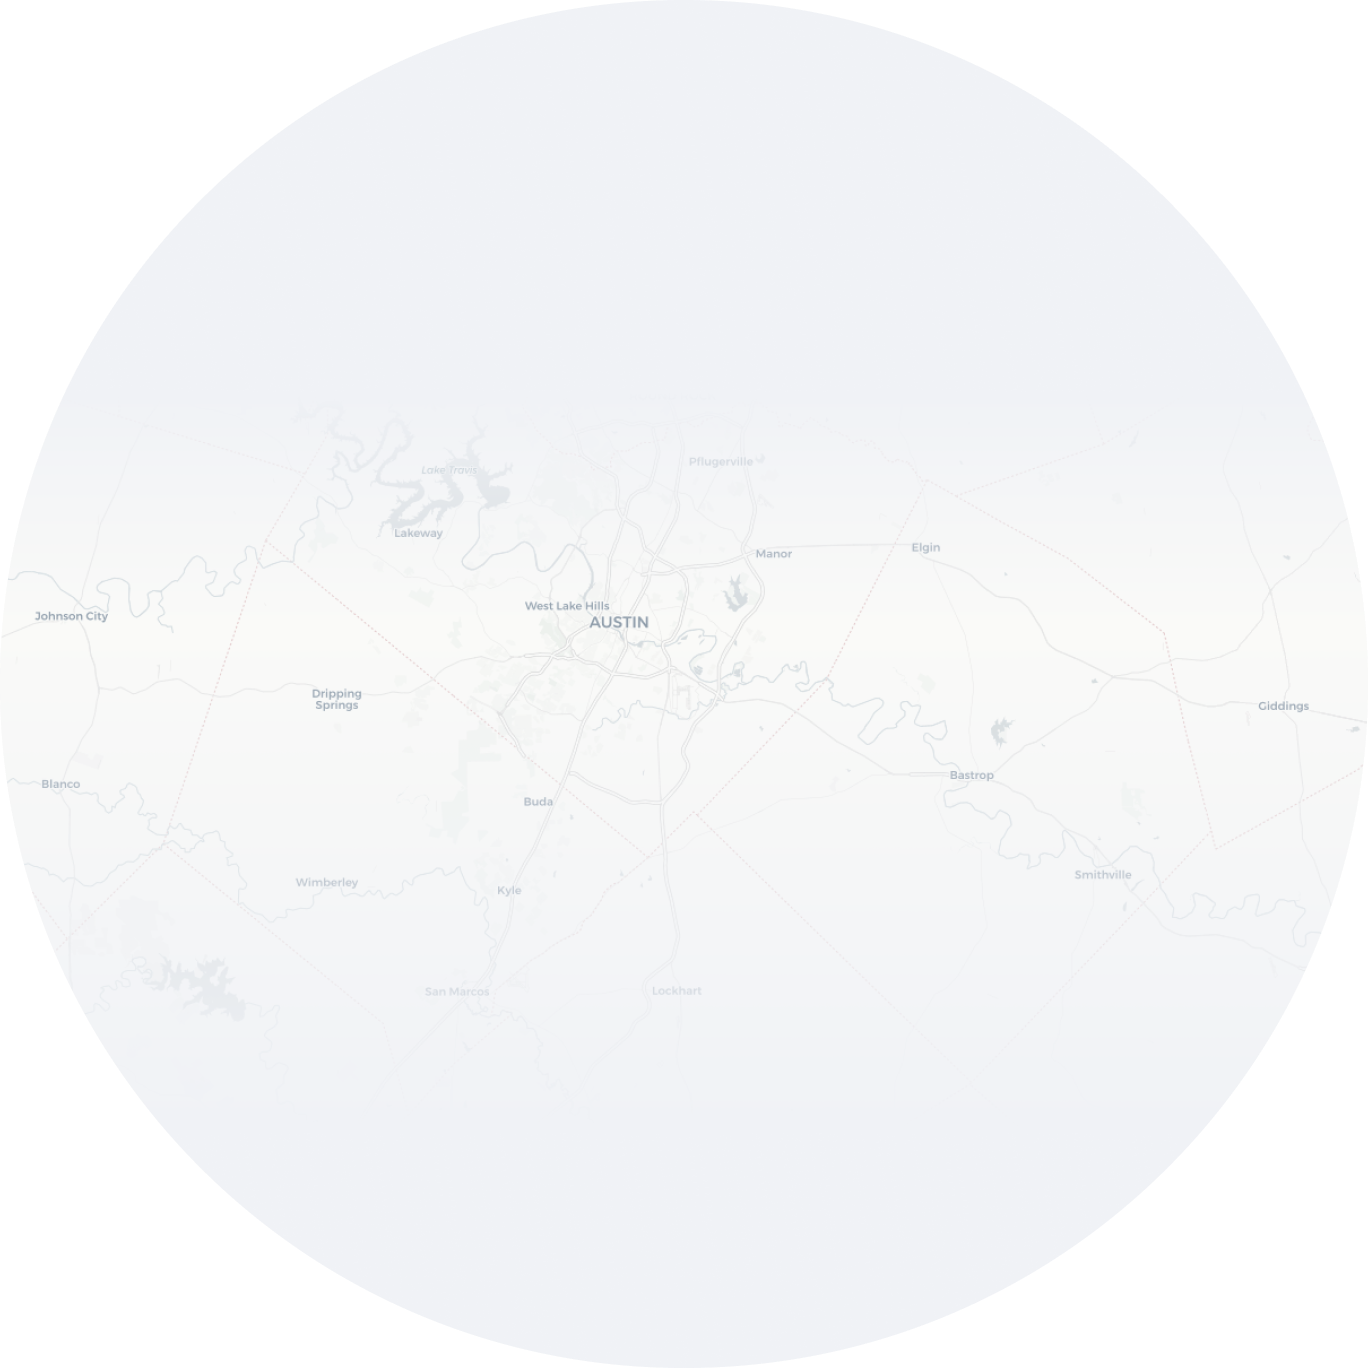 Pflugerville
Lake Travis
Lakeway
Elgin
Manor
West Lake Hills
Johnson City
AUSTIN
Dripping
Springs
Giddings
Bastrop
Blanco
Buda
Smithville
Wimberley
Kyle
San Marcos
Lockhart